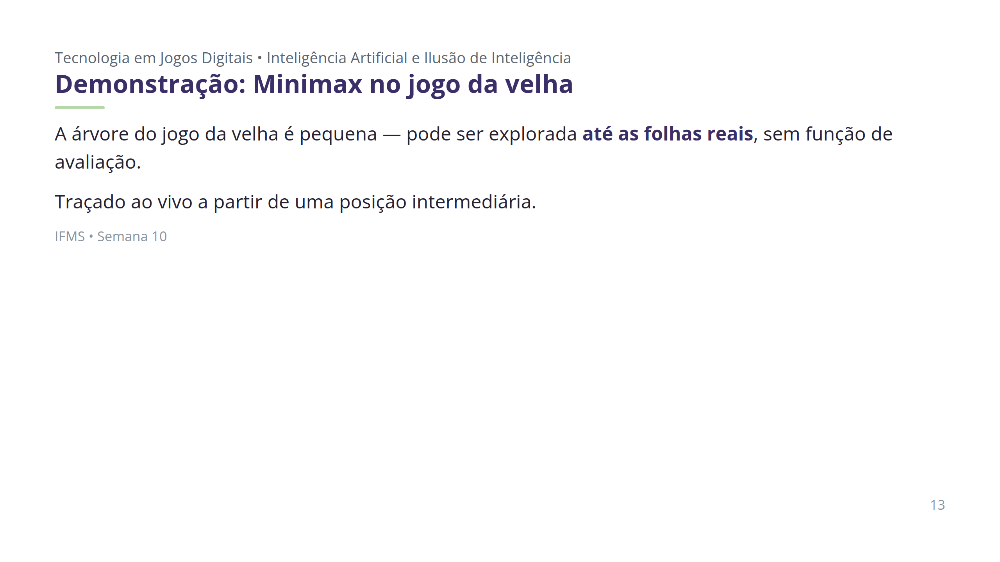 Tecnologia em Jogos Digitais • Inteligência Artificial e Ilusão de Inteligência
Demonstração: Minimax no jogo da velha
A árvore do jogo da velha é pequena — pode ser explorada até as folhas reais, sem função de
avaliação.
Traçado ao vivo a partir de uma posição intermediária.
IFMS • Semana 10
13